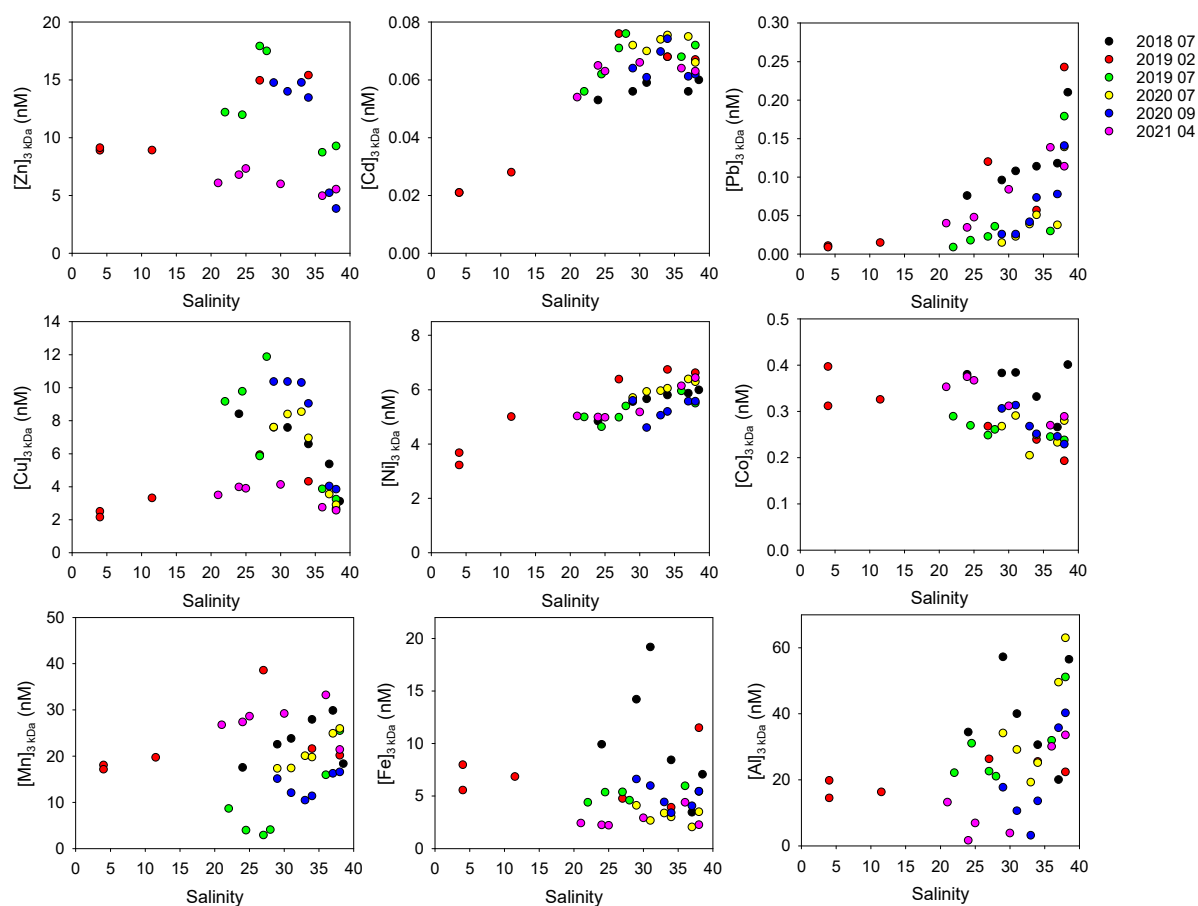 [Zn]3 kDa (nM)
20
15
10
5
0
0 5 10 15 20 25 30 35 40
Salinity
[Cd]3 kDa (nM)
0.08
0.06
0.04
0.02
0.00
0 5 10 15 20 25 30 35 40
Salinity
[Pb]3 kDa (nM)
0.30
0.25
0.20
0.15
0.10
0.05
0.00
0 5 10 15 20 25 30 35 40
Salinity
2018 07
2019 02
2019 07
2020 07
2020 09
2021 04
[Cu]3 kDa (nM)
14
12
10
8
6
4
2
0
0 5 10 15 20 25 30 35 40
Salinity
[Ni]3 kDa (nM)
8
6
4
2
0
0 5 10 15 20 25 30 35 40
Salinity
[Co]3 kDa (nM)
0.5
0.4
0.3
0.2
0.1
0.0
0 5 10 15 20 25 30 35 40
Salinity
[Mn]3 kDa (nM)
50
40
30
20
10
0
0 5 10 15 20 25 30 35 40
Salinity
[Fe]3 kDa (nM)
20
15
10
5
0
0 5 10 15 20 25 30 35 40
Salinity
[Al]3 kDa (nM)
60
40
20
0
0 5 10 15 20 25 30 35 40
Salinity